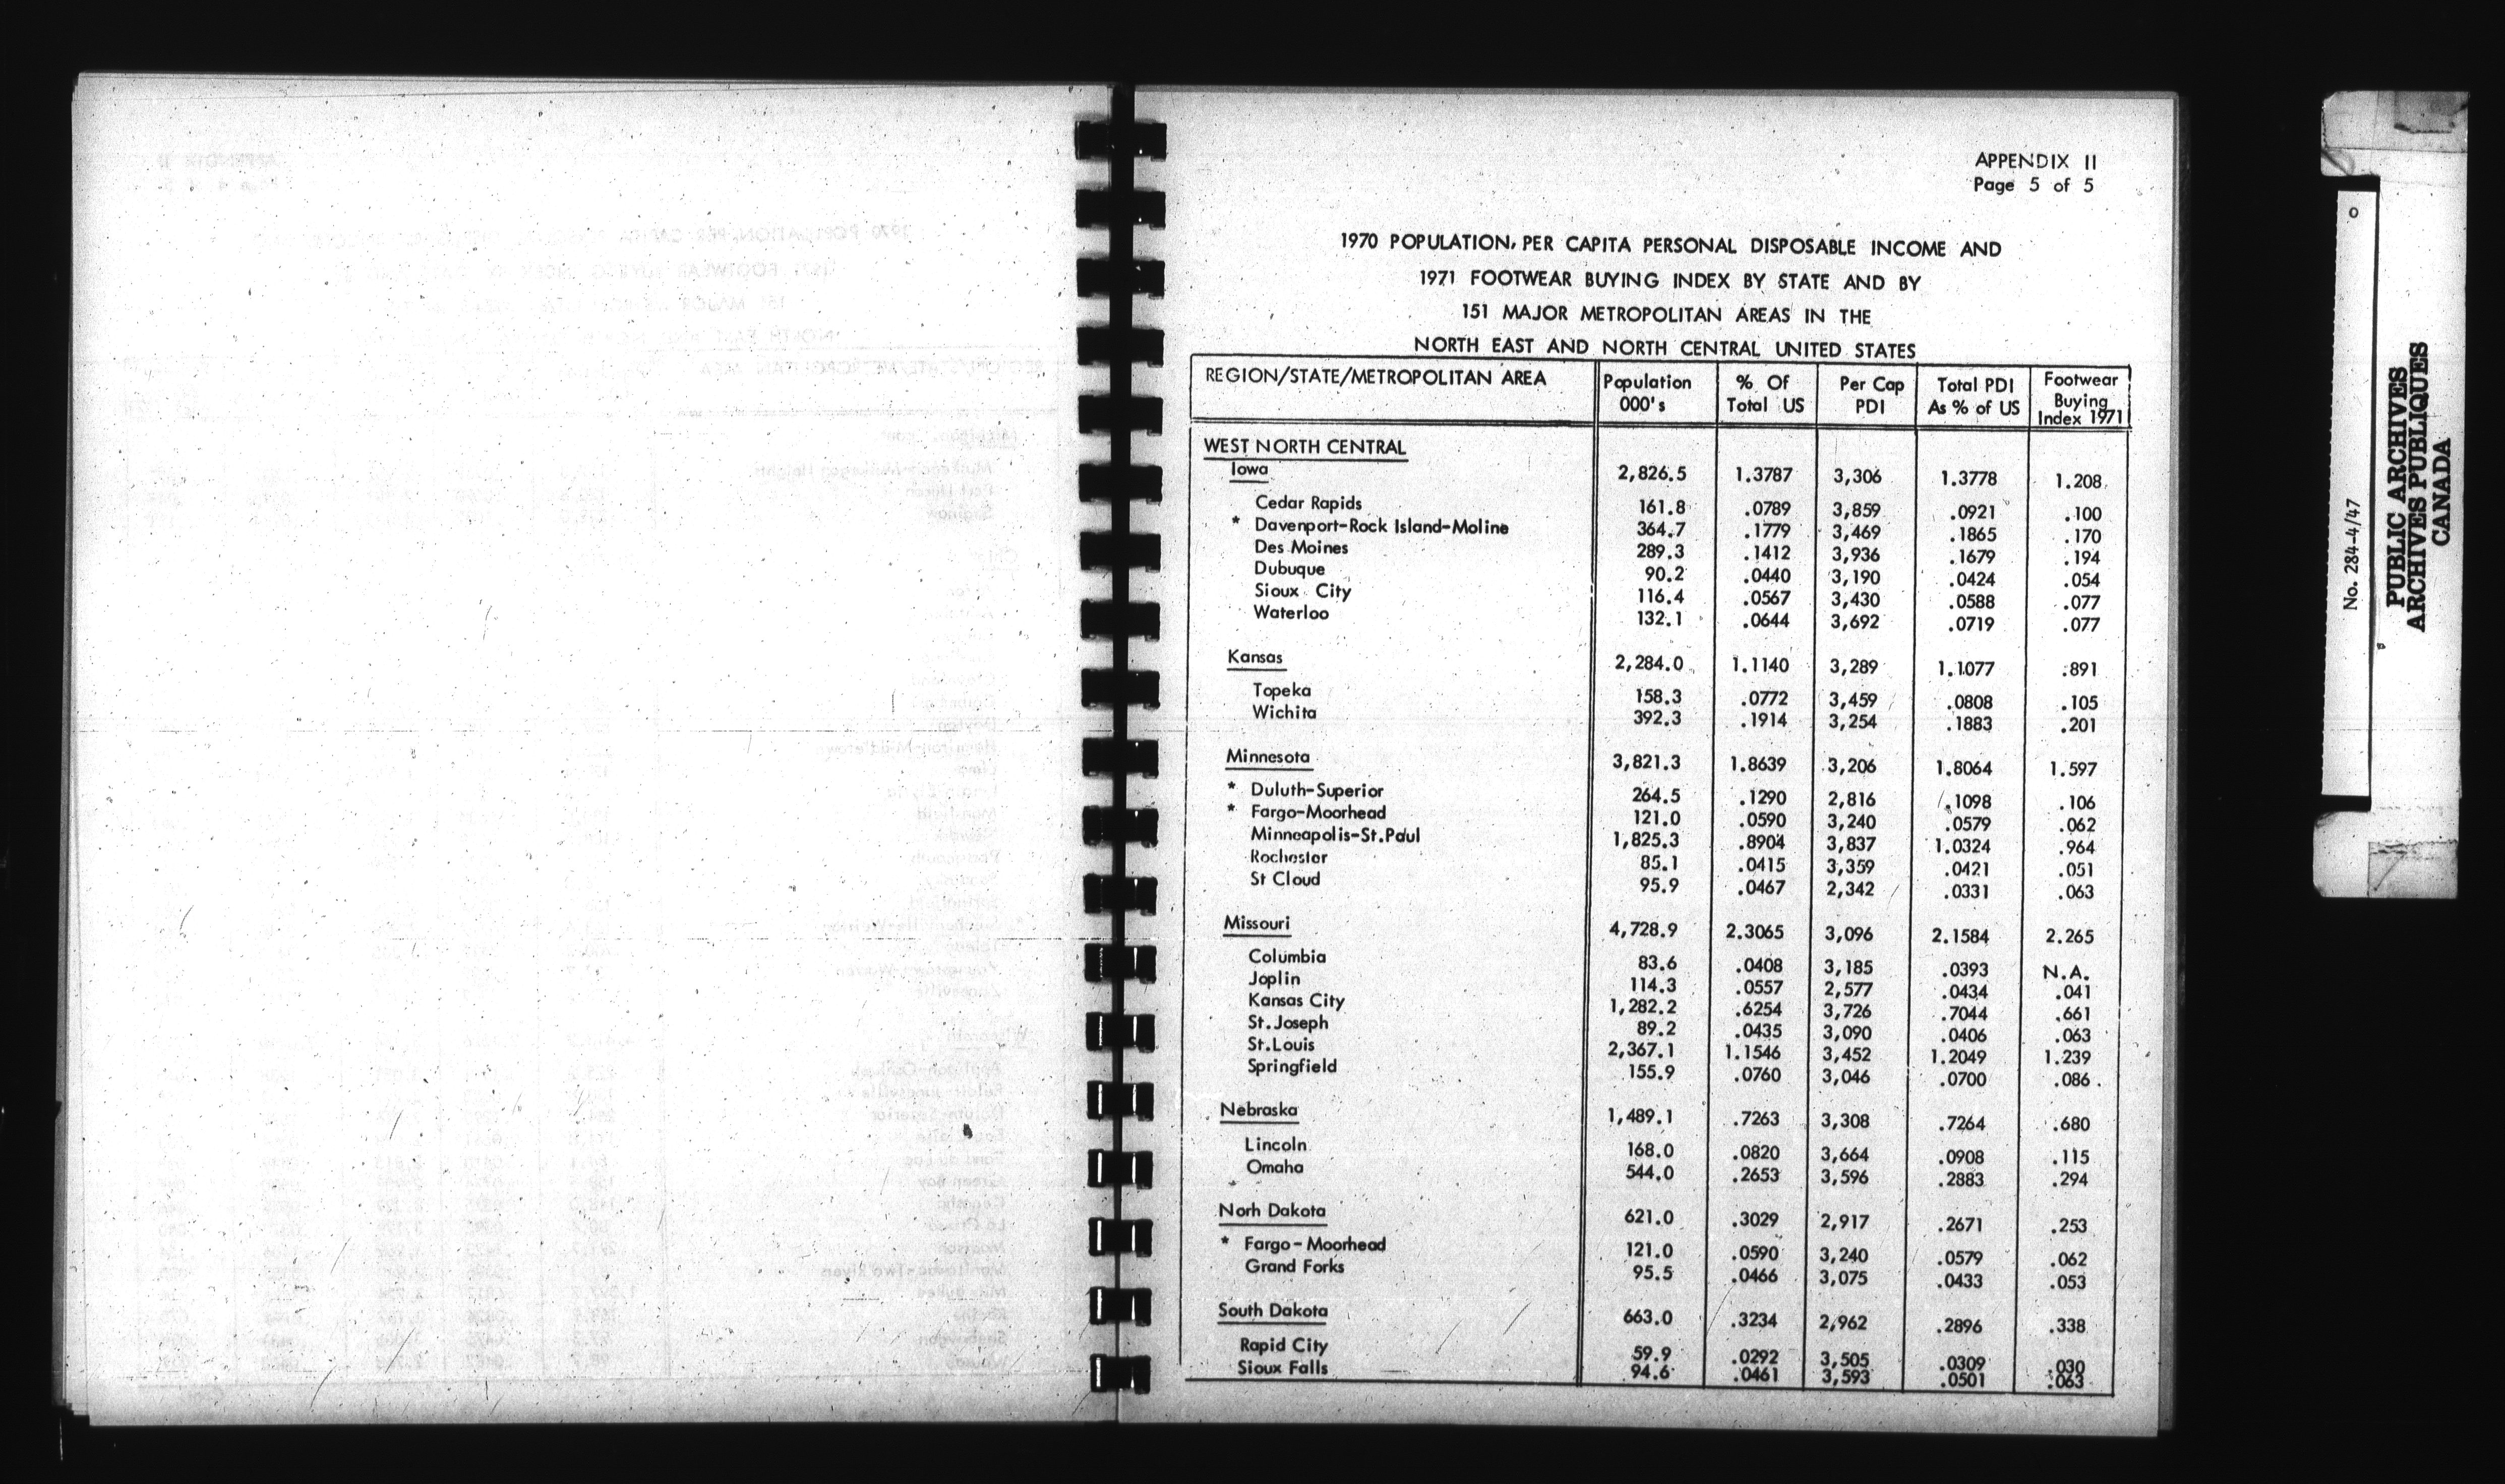 APPENDIX II
Page 5 of 5
1970 POPULATION, PER CAPITA PERSONAL DISPOSABLE INCOME AND
1971 FOOTWEAR BUYING INDEX BY STATE AND BY
151 MAJOR METROPOLITAN AREAS IN THE
NORTH EAST AND NORTH CENTRAL UNITED STATES
REGION/STATE/METROPOLITAN AREA Population 000's % Of Total US Per Cap PDI Total PDI As % of US Footwear Buying Index 1971
WEST NORTH CENTRAL
Iowa 2,826.5 1.3787 3,306 1.3778 1.208
Cedar Rapids 161.8 .0789 3,859 .0921 .100
* Davenport-Rock Island-Moline 364.7 .1779 3,469 .1865 .170
Des Moines 289.3 .1412 3,936 .1679 .194
Dubuque 90.2 .0440 3,190 .0424 .054
Sioux City 116.4 .0567 3,430 .0588 .077
Waterloo 132.1 .0644 3,692 .0719 .077
Kansas 2,284.0 1.1140 3,289 1.1077 .891
Topeka 158.3 .0772 3,459 .0808 .105
Wichita 392.3 .1914 3,254 .1883 .201
Minnesota 3,821.3 1.8639 3,206 1.8064 1.597
* Duluth-Superior 264.5 .1290 2,816 .1098 .106
* Fargo-Moorhead 121.0 .0590 3,240 .0579 .062
Minneapolis-St.Paul 1,825.3 .8904 3,837 1.0324 .964
Rochester 85.1 .0415 3,359 .0421 .051
St Cloud 95.9 .0467 2,342 .0331 .063
Missouri 4,728.9 2.3065 3,096 2.1584 2.265
Columbia 83.6 .0408 3,185 .0393 N.A.
Joplin 114.3 .0557 2,577 .0434 .041
Kansas City 1,282.2 .6254 3,726 .7044 .661
St.Joseph 89.2 .0435 3,090 .0406 .063
St.Louis 2,367.1 1.1546 3,452 1.2049 1.239
Springfield 155.9 .0760 3,046 .0700 .086
Nebraska 1,489.1 .7263 3,308 .7264 .680
Lincoln 168.0 .0820 3,664 .0908 .115
Omaha 544.0 .2653 3,596 .2883 .294
Norh Dakota 621.0 .3029 2,917 .2671 .253
* Fargo-Moorhead 121.0 .0590 3,240 .0579 .062
Grand Forks 95.5 .0466 3,075 .0433 .053
South Dakota 663.0 .3234 2,962 .2896 .338
Rapid City 59.9 .0292 3,505 .0309 .030
Sioux Falls 94.6 .0461 3,593 .0501 .063
No. 284-4/47
PUBLIC ARCHIVES
ARCHIVES PUBLIQUES
CANADA